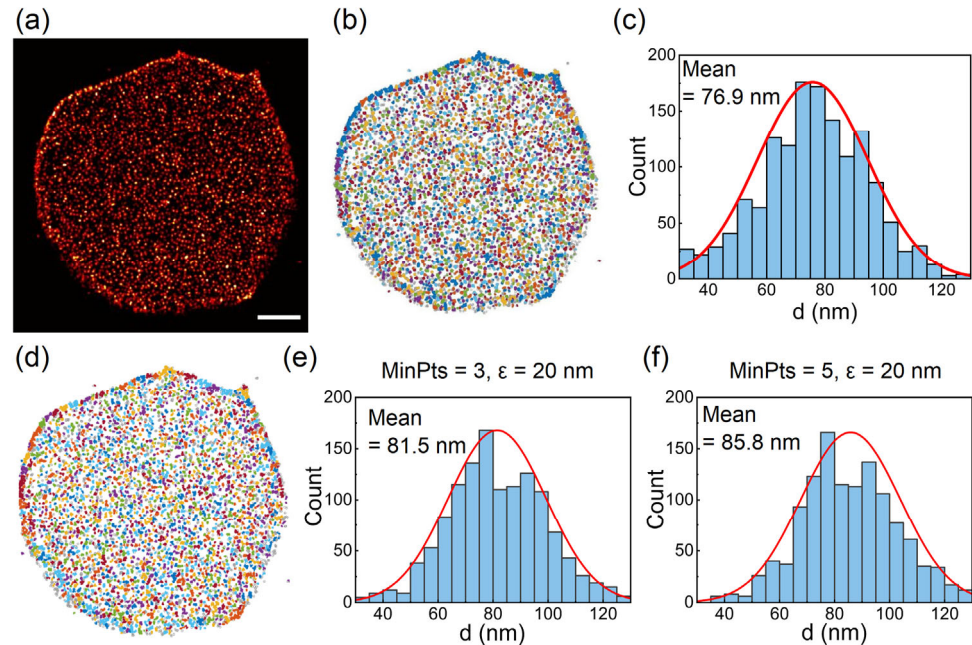 (a)
(b)
(c)
200
150
100
50
0
Count
Mean
= 76.9 nm
40
60
80
100
120
d (nm)
(d)
(e)
MinPts = 3, ε = 20 nm
200
150
100
50
0
Count
Mean
= 81.5 nm
40
60
80
100
120
d (nm)
(f)
MinPts = 5, ε = 20 nm
200
150
100
50
0
Count
Mean
= 85.8 nm
40
60
80
100
120
d (nm)